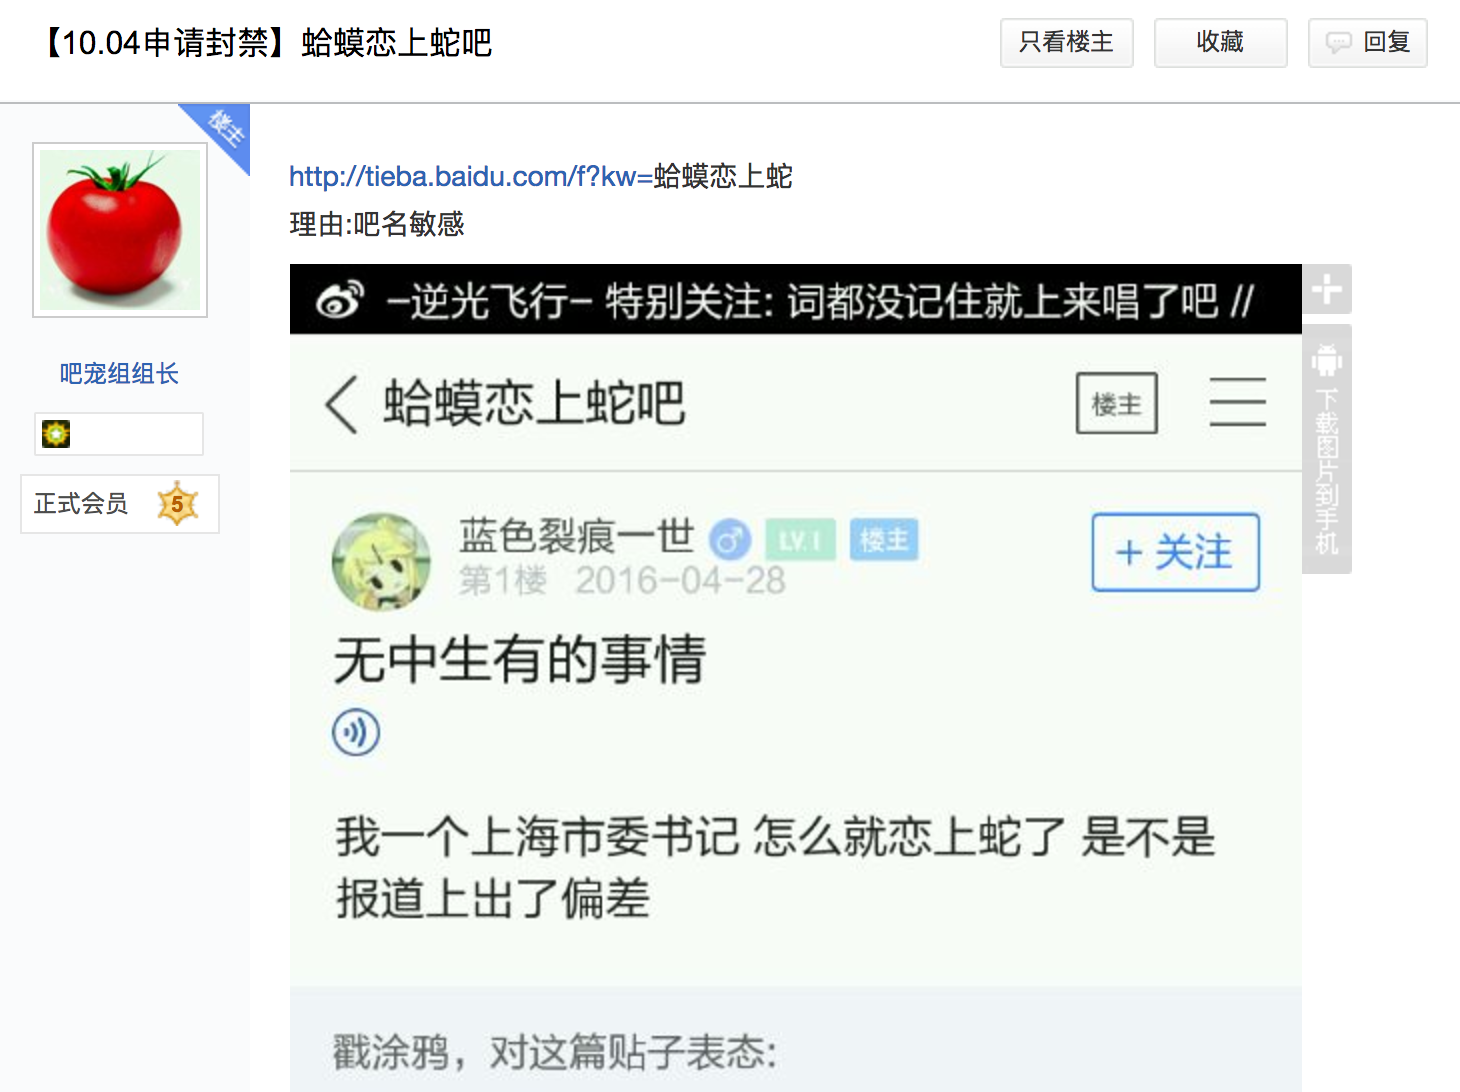 【10.04申请封禁】蛤蟆恋上蛇吧
只看楼主
收藏
回复
楼主
吧宠组组长
正式会员 5
http://tieba.baidu.com/f?kw=蛤蟆恋上蛇
理由:吧名敏感
-逆光飞行- 特别关注: 词都没记住就上来唱了吧 //
蛤蟆恋上蛇吧
楼主
蓝色裂痕一世 LV.1 楼主
第1楼 2016-04-28
+ 关注
无中生有的事情
我一个上海市委书记 怎么就恋上蛇了 是不是
报道上出了偏差
戳涂鸦，对这篇贴子表态:
下载图片到手机